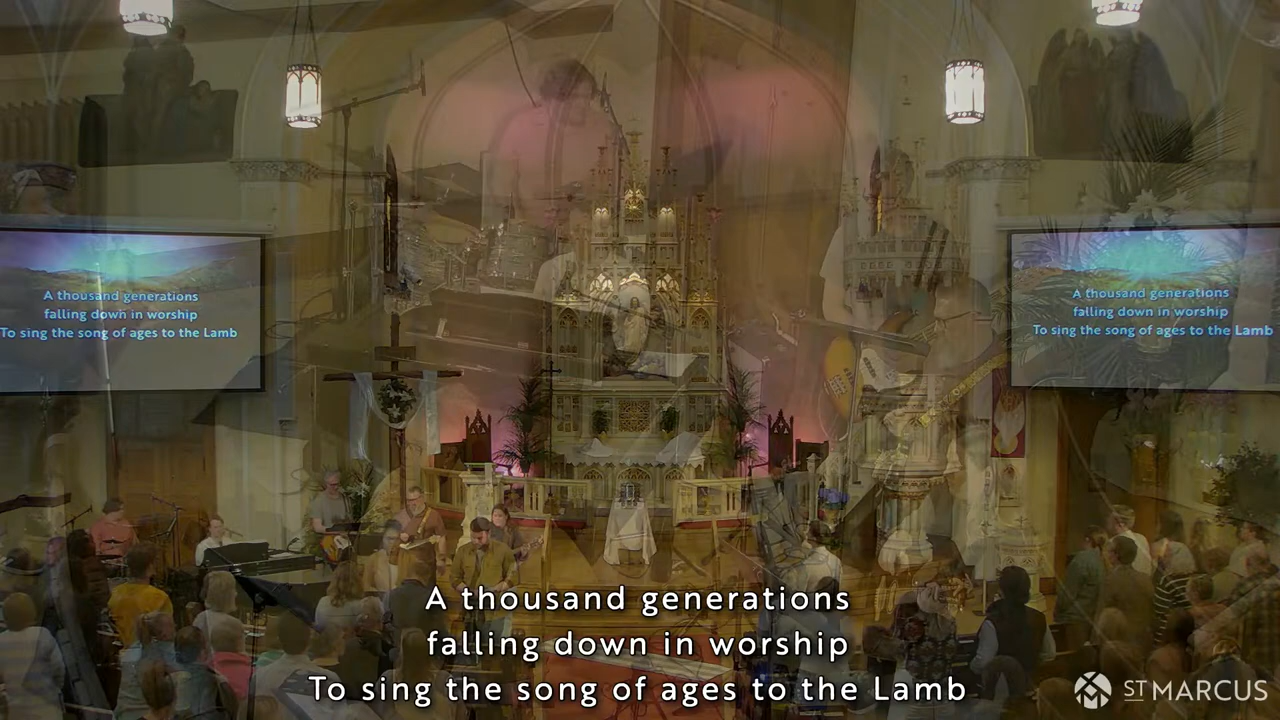 A thousand generations
falling down in worship
To sing the song of ages to the Lamb
A thousand generations
falling down in worship
To sing the song of ages to the Lamb
A thousand generations
falling down in worship
To sing the song of ages to the Lamb
ST MARCUS